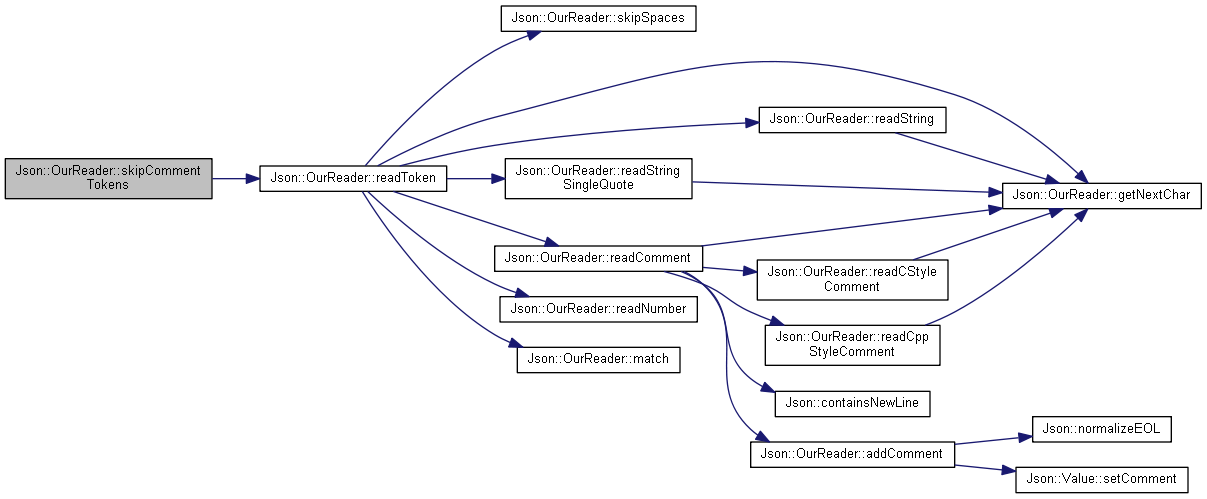 Json::OurReader::skipComment
Tokens
Json::OurReader::readToken
Json::OurReader::skipSpaces
Json::OurReader::readString
Json::OurReader::readString
SingleQuote
Json::OurReader::getNextChar
Json::OurReader::readComment
Json::OurReader::readCStyle
Comment
Json::OurReader::readNumber
Json::OurReader::readCpp
StyleComment
Json::OurReader::match
Json::containsNewLine
Json::OurReader::addComment
Json::normalizeEOL
Json::Value::setComment